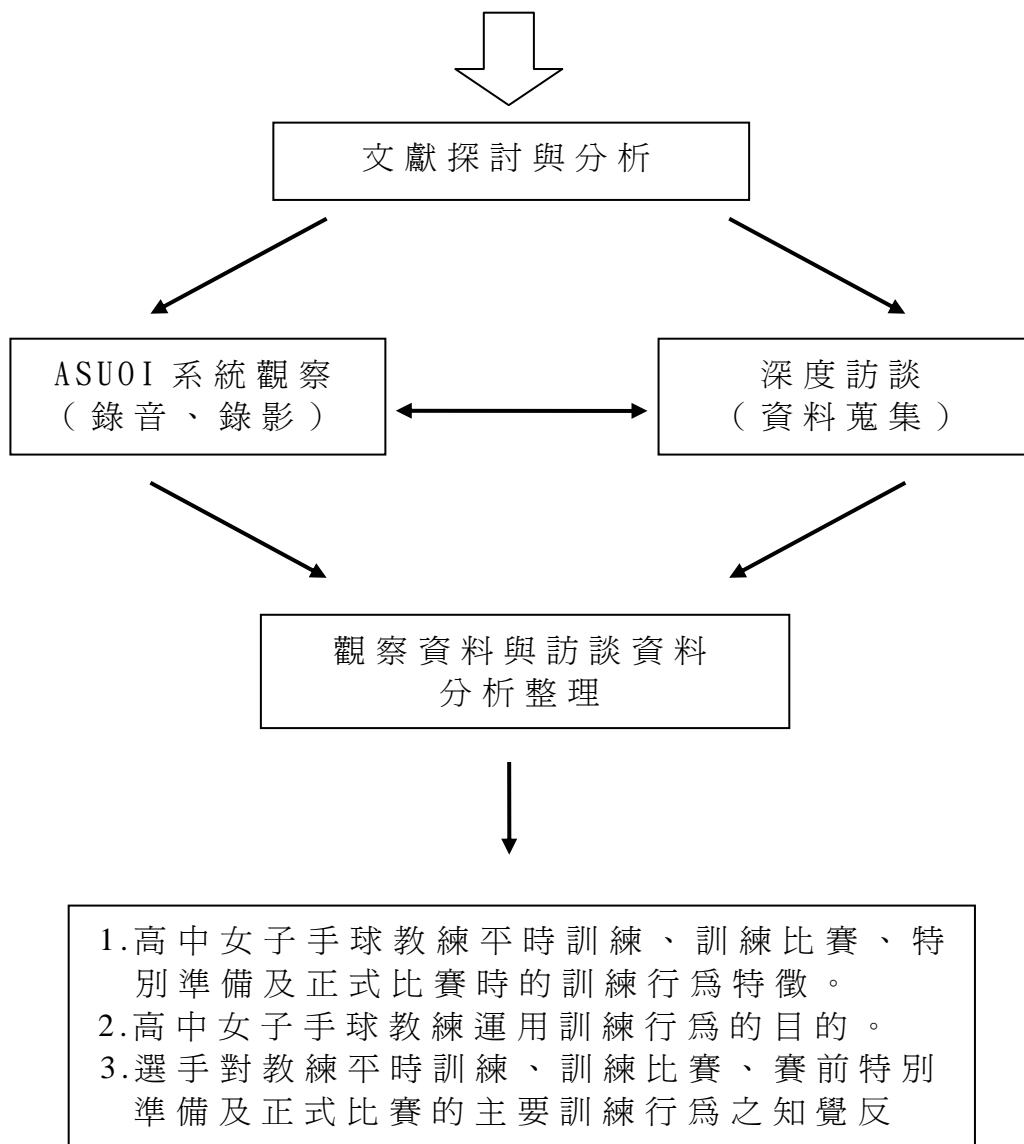 文獻探討與分析
ASUOI 系統觀察
（錄音、錄影）
深度訪談
（資料蒐集）
觀察資料與訪談資料
分析整理
1.高中女子手球教練平時訓練、訓練比賽、特
別準備及正式比賽時的訓練行爲特徵。
2.高中女子手球教練運用訓練行爲的目的。
3.選手對教練平時訓練、訓練比賽、賽前特別
準備及正式比賽的主要訓練行爲之知覺反